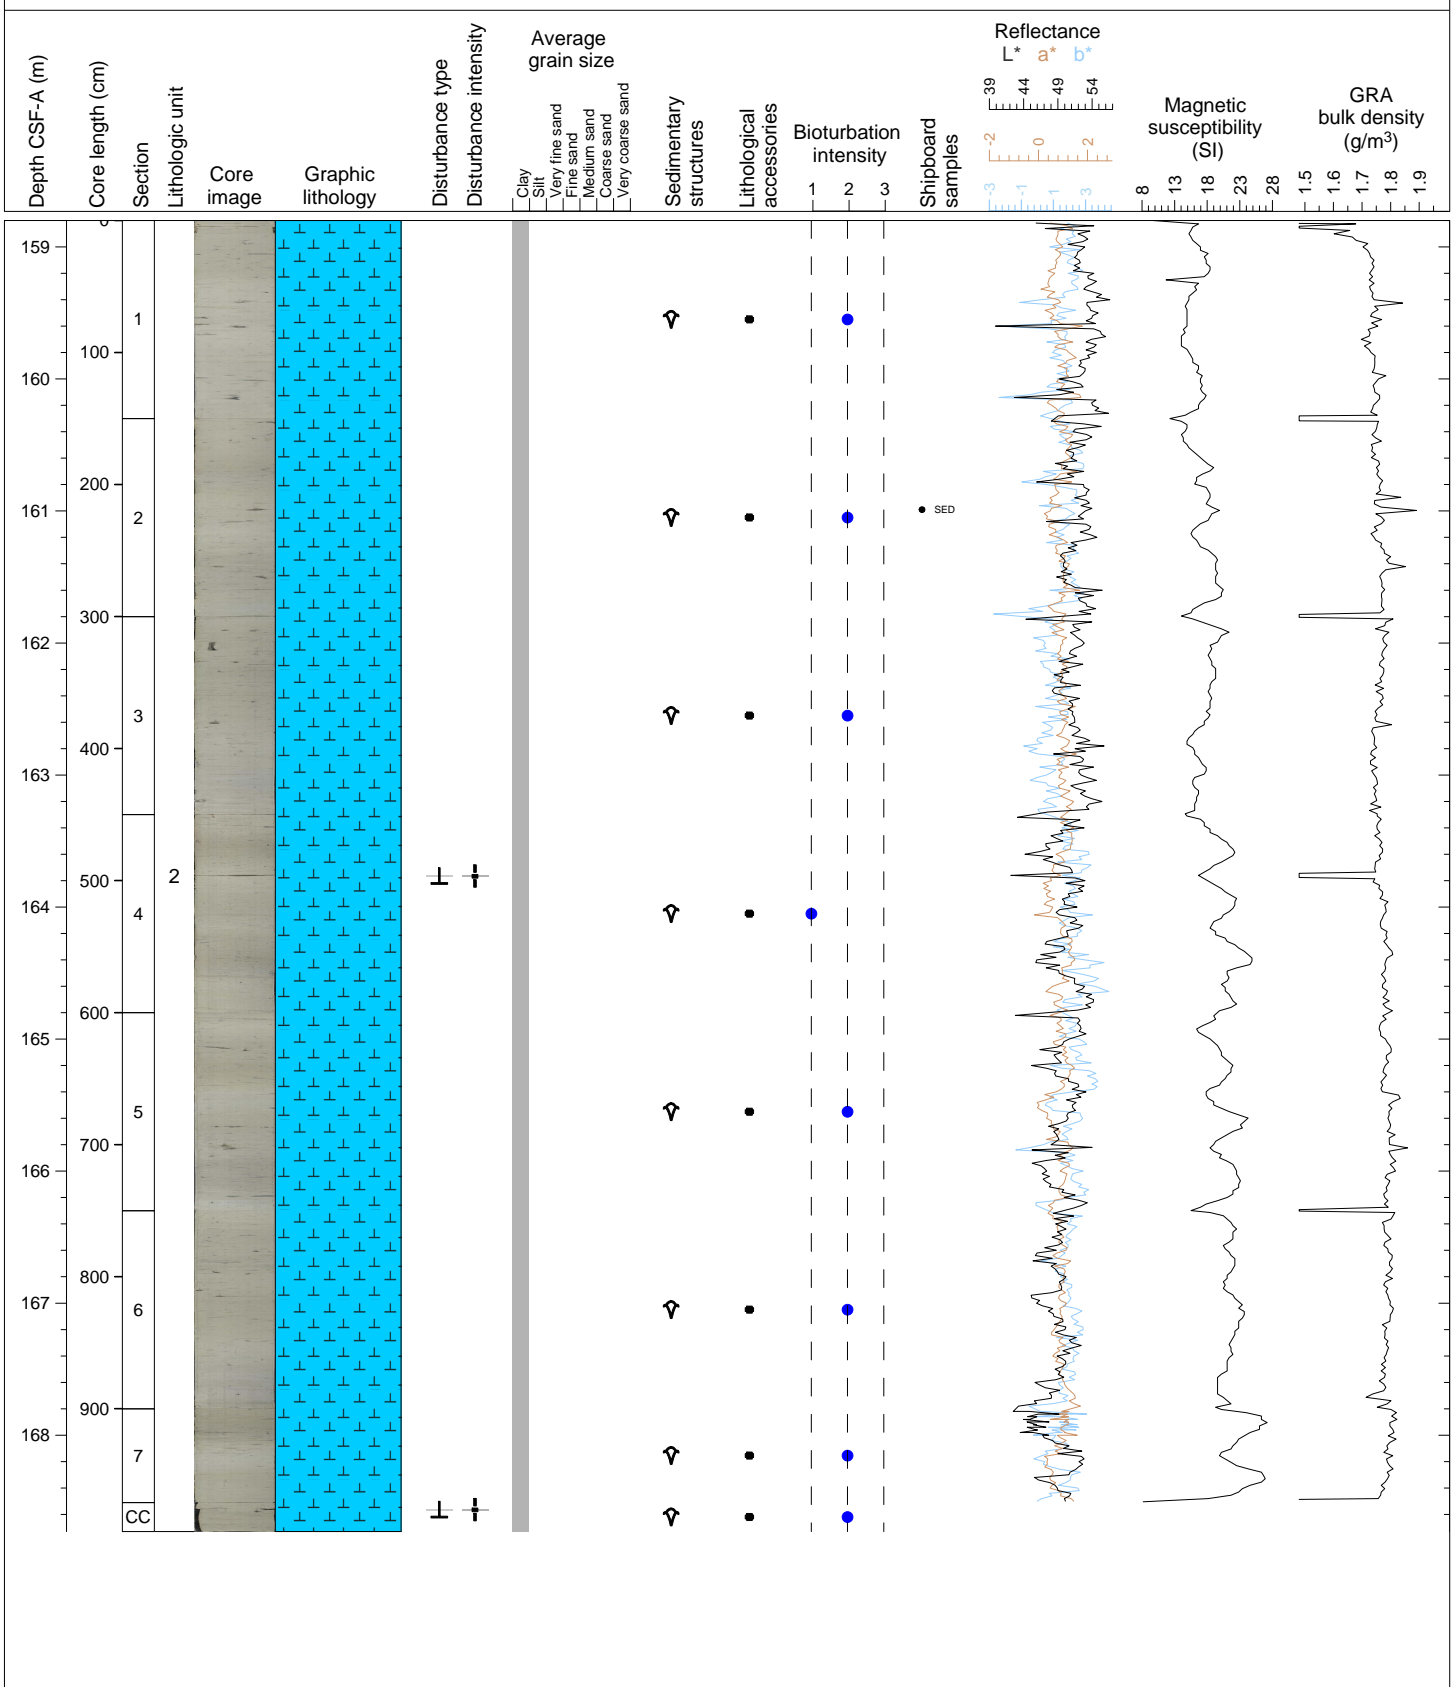 Depth CSF-A (m)
Core length (cm)
Section
Lithologic unit
Core
image
Graphic
lithology
Disturbance type
Disturbance intensity
Average
grain size
Clay
Silt
Very fine sand
Fine sand
Medium sand
Coarse sand
Very coarse sand
Sedimentary
structures
Lithological
accessories
Bioturbation
intensity
1 2 3
Shipboard
samples
Reflectance
L* a* b*
39 44 49 54
-2 0 2
-3 -1 1 3
Magnetic
susceptibility
(SI)
8 13 18 23 28
GRA
bulk density
(g/m³)
1.5 1.6 1.7 1.8 1.9
0
159
1
100
160
200
161
2
SED
300
162
3
400
163
2
500
164
4
600
165
5
700
166
800
167
6
900
168
7
CC